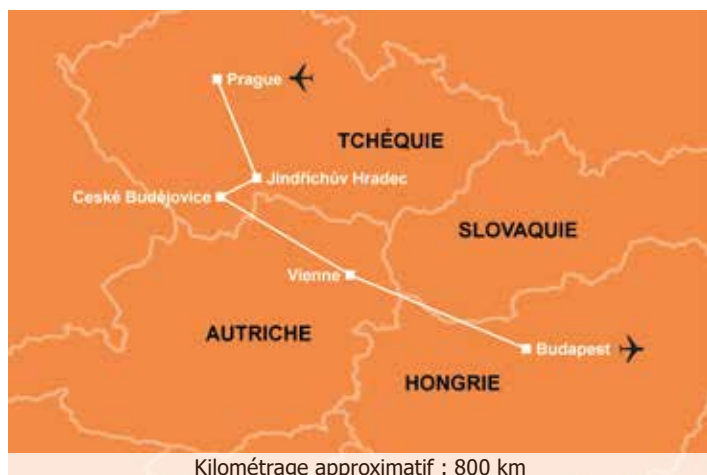 Prague
TCHÉQUIE
Jindřichův Hradec
Ceské Budějovice
SLOVAQUIE
Vienne
AUTRICHE
Budapest
HONGRIE
Kilométrage approximatif : 800 km